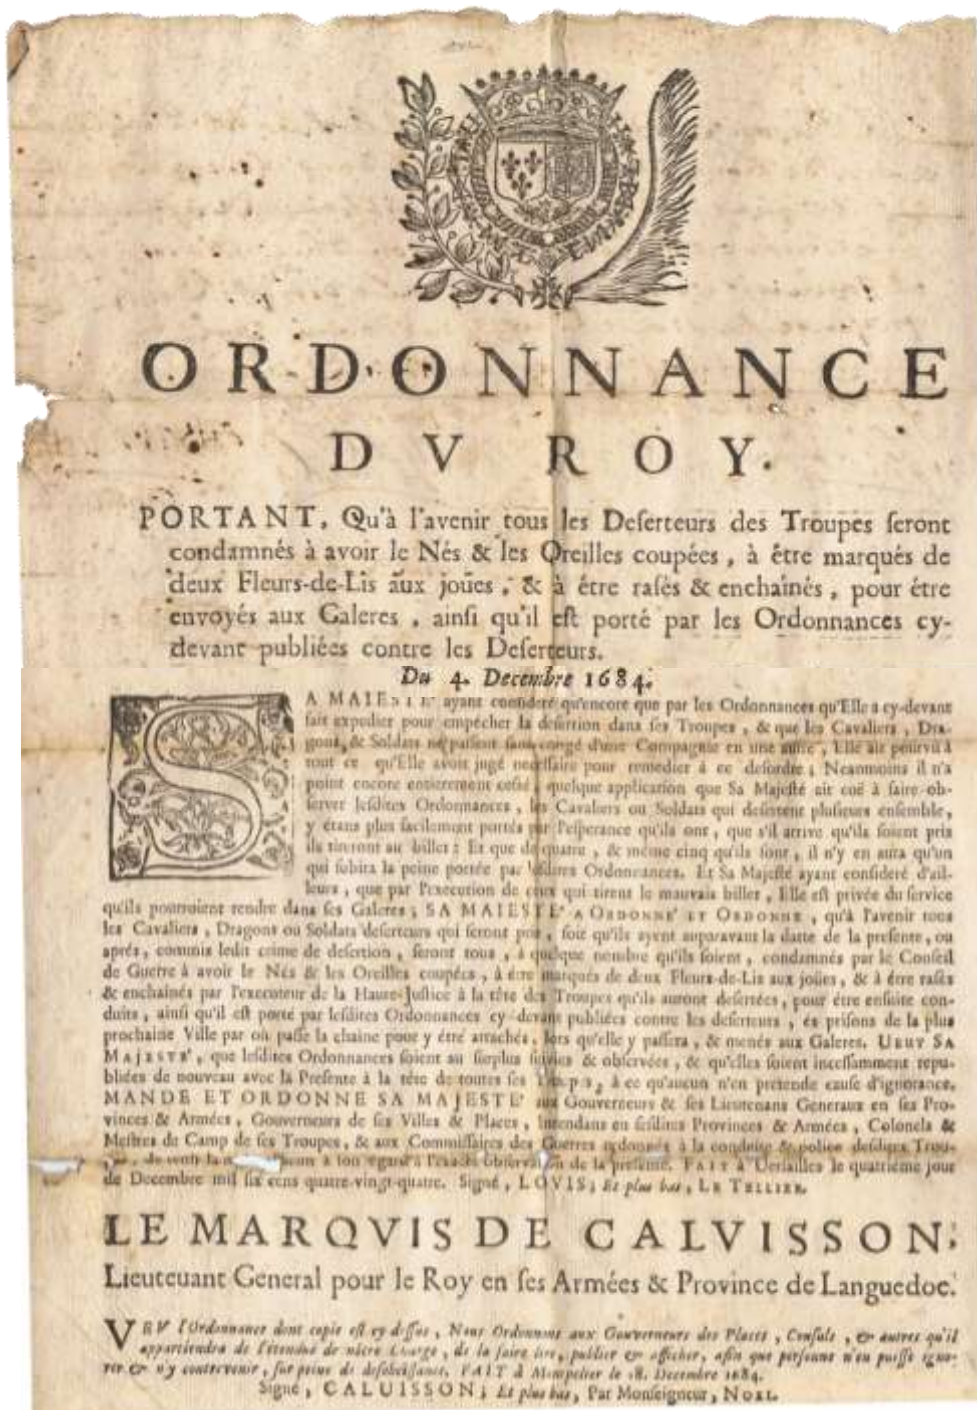 ORDONNANCE
DV ROY.
PORTANT, Qu'à l'avenir tous les Deserteurs des Troupes seront
condamnés à avoir le Nés & les Oreilles coupées, à être marqués de
deux Fleurs-de-Lis aux joües, & à être rasés & enchaînés, pour être
envoyés aux Galeres, ainsi qu'il est porté par les Ordonnances cy-
devant publiées contre les Deserteurs.
Du 4. Decembre 1684.
SA MAIESTE' ayant consideré qu'encore que par les Ordonnances qu'Elle a cy-devant
fait expedier pour empêcher la desertion dans ses Troupes, & que les Cavaliers, Dra-
gons, & Soldats ne passent sans congé d'une Compagnie en une autre, Elle ait pourvû à
tout ce qu'Elle avoit jugé necessaire pour remedier à ce desordre; Neanmoins il n'a
point encore entierement cessé, quelque application que Sa Majesté ait eüe à faire ob-
server lesdites Ordonnances, les Cavaliers ou Soldats qui desertent plusieurs ensemble,
y étans plus facilement portés par l'esperance qu'ils ont, que s'il arrive qu'ils soient pris
ils tireront au billet: Et que de quatre, & même cinq qu'ils sont, il n'y en aura qu'un
qui subira la peine portée par lesdites Ordonnances. Et Sa Majesté ayant consideré d'ail-
leurs, que par l'execution de ceux qui tirent le mauvais billet, Elle est privée du service
qu'ils pourroient rendre dans ses Galeres; SA MAIESTE' A ORDONNE' ET ORDONNE, qu'à l'avenir tous
les Cavaliers, Dragons ou Soldats deserteurs qui seront pris, soit qu'ils ayent auparavant la datte de la presente, ou
aprés, commis ledit crime de desertion, seront tous, à quelque nombre qu'ils soient, condamnés par le Conseil
de Guerre à avoir le Nés & les Oreilles coupées, à être marqués de deux Fleurs-de-Lis aux joües, & à être rasés
& enchaînés par l'executeur de la Haute-Justice à la tête des Troupes qu'ils auront desertées, pour être ensuite con-
duits, ainsi qu'il est porté par lesdites Ordonnances cy-devant publiées contre les deserteurs, és prisons de la plus
prochaine Ville par où passe la chaîne pour y être attachés, lors qu'elle y passera, & menés aux Galeres. UEUT SA
MAJESTE', que lesdites Ordonnances soient au surplus suivies & observées, & qu'elles soient incessamment repu-
bliées de nouveau avec la Presente à la tête de toutes ses Troupes, à ce qu'aucun n'en pretende cause d'ignorance.
MANDE ET ORDONNE SA MAJESTE' aux Gouverneurs & ses Lieutenans Generaux en ses Pro-
vinces & Armées, Gouverneurs de ses Villes & Places, Intendans en sesdites Provinces & Armées, Colonels &
Mestres de Camp de ses Troupes, & aux Commissaires des Guerres ordonnés à la conduite & police desdites Trou-
de tenir la à son égard à l'exacte observation de la presente. FAIT à Uersailles le quatriéme jour
de Decembre mil six cens quatre-vingt-quatre. Signé, LOVIS; Et plus bas, LE TELLIER.
LE MARQVIS DE CALVISSON;
Lieuteuant General pour le Roy en ses Armées & Province de Languedoc.
VEV l'Ordonnance dont copie est cy dessus, Nous Ordonnons aux Gouverneurs des Places, Consuls, & autres qu'il
appartiendra de l'étendüe de nôtre Charge, de la faire lire, publier & afficher, afin que personne n'en puisse igno-
rer & n'y contrevenir, sur peine de desobeïssance. FAIT à Montpelier le 18. Decembre 1684.
Signé, CALUISSON; Et plus bas, Par Monseigneur, NOEL.